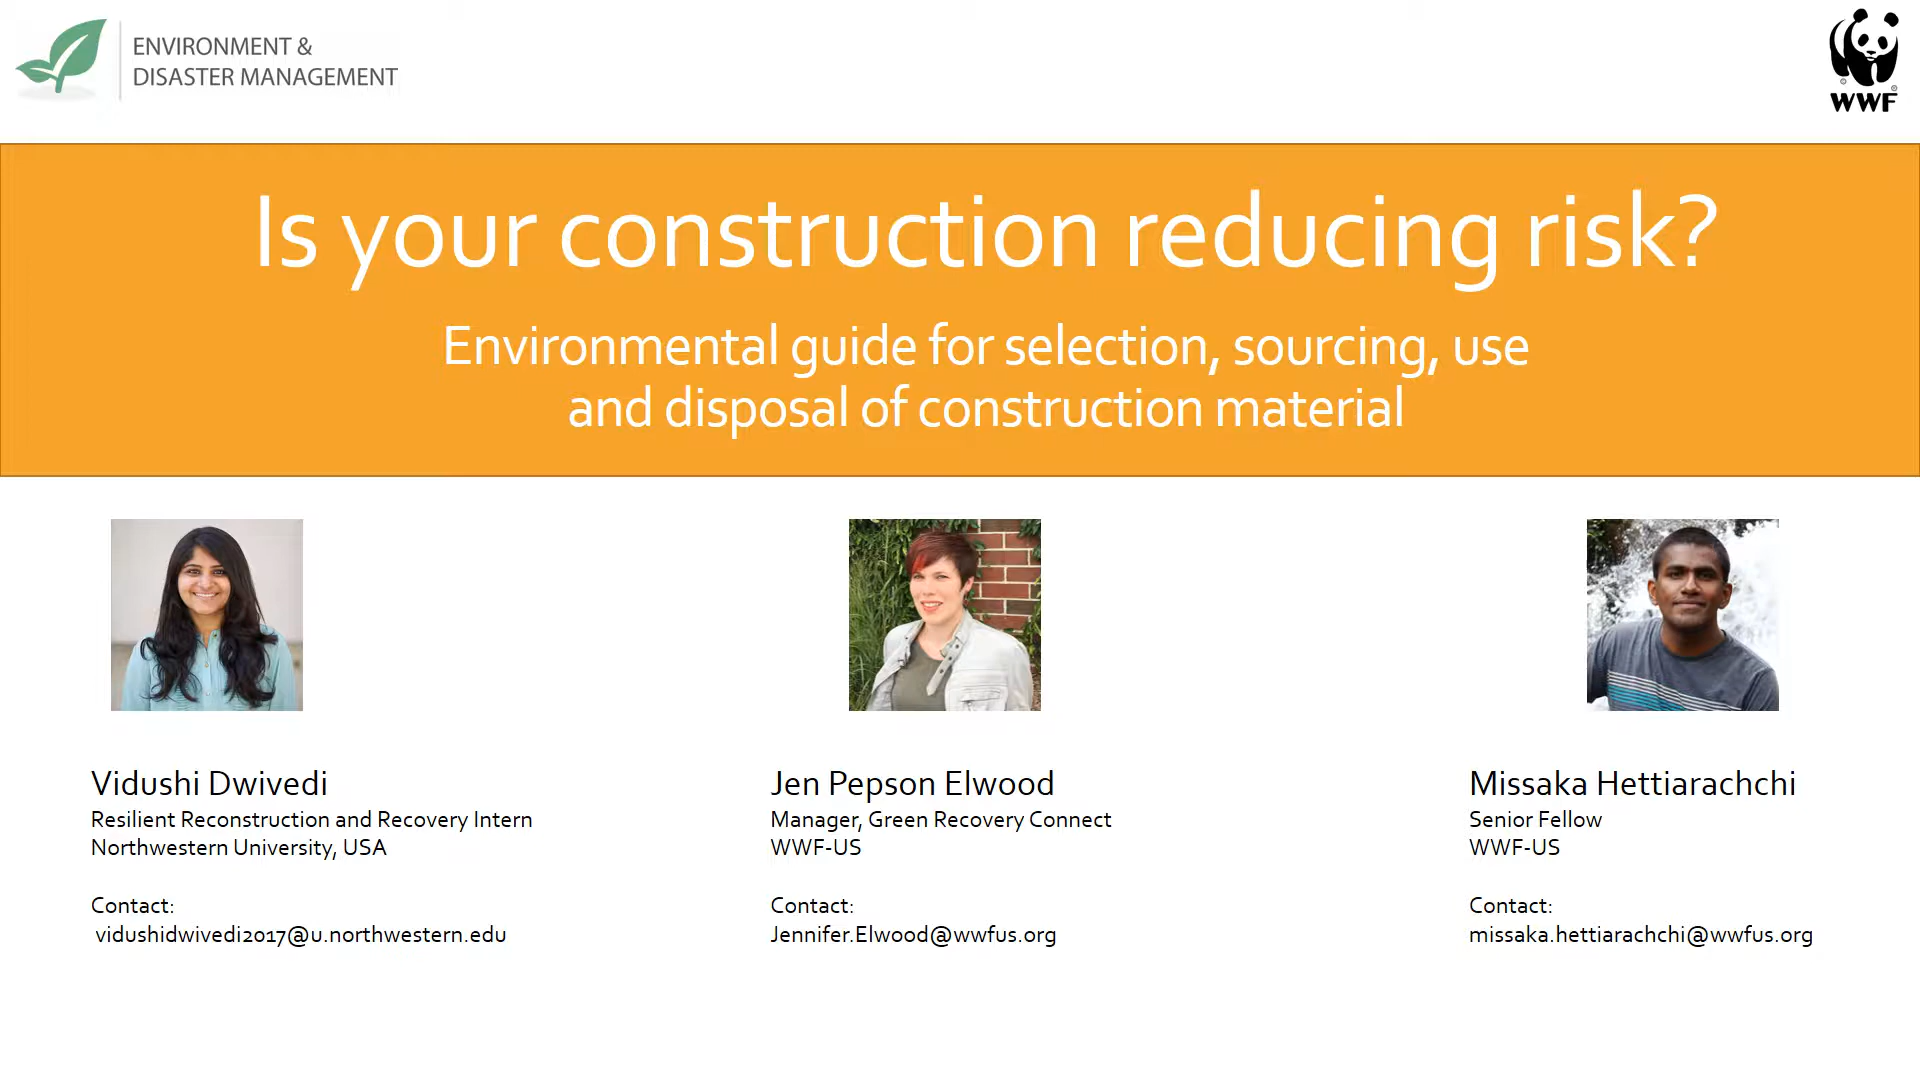 ENVIRONMENT &
DISASTER MANAGEMENT
WWF
Is your construction reducing risk?
Environmental guide for selection, sourcing, use
and disposal of construction material
Vidushi Dwivedi
Resilient Reconstruction and Recovery Intern
Northwestern University, USA
Contact:
vidushidwivedi2017@u.northwestern.edu
Jen Pepson Elwood
Manager, Green Recovery Connect
WWF-US
Contact:
Jennifer.Elwood@wwfus.org
Missaka Hettiarachchi
Senior Fellow
WWF-US
Contact:
missaka.hettiarachchi@wwfus.org